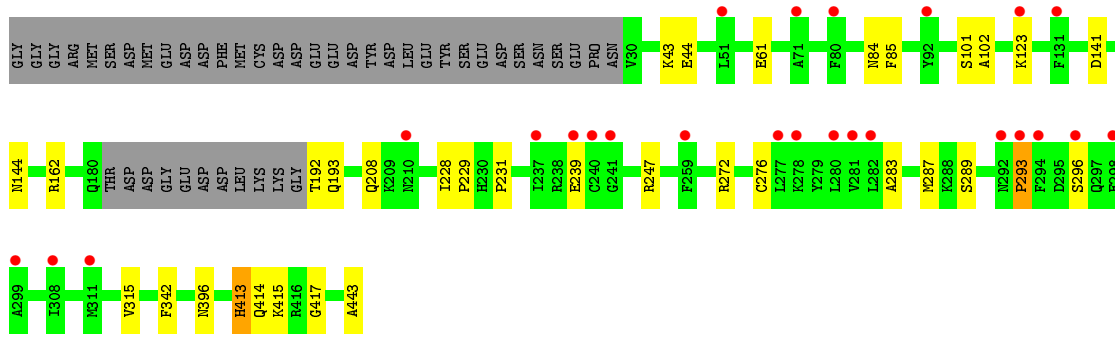 GLY GLY GLY ARG MET SER ASP ASP MET GLU ASP ASP PHE MET CYS ASP ASP GLU GLU ASP TYR ASP LEU GLU TYR SER GLU ASP SER ASN SER GLU PRO ASN V30 K43 E44 L51 E61 A71 F80 N84 F85 Y92 S101 A102 K123 F131 D141
N144 R162 Q180 THR ASP ASP GLY GLU ASP ASP LEU LYS LYS GLY T192 Q193 Q208 K209 N210 I228 P229 H230 P231 I237 R238 E239 C240 G241 R247 F259 R272 C276 L277 K278 Y279 L280 V281 L282 A283 M287 K288 S289 N292 P293 F294 D295 S296 Q297
A299 I308 M311 V315 F342 N396 H413 Q414 K415 R416 G417 A443